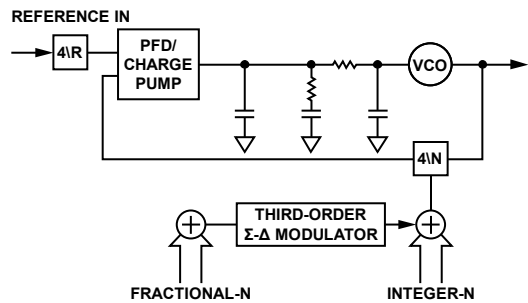 REFERENCE IN
4\R
PFD/
CHARGE
PUMP
VCO
4\N
THIRD-ORDER
Σ-Δ MODULATOR
FRACTIONAL-N
INTEGER-N